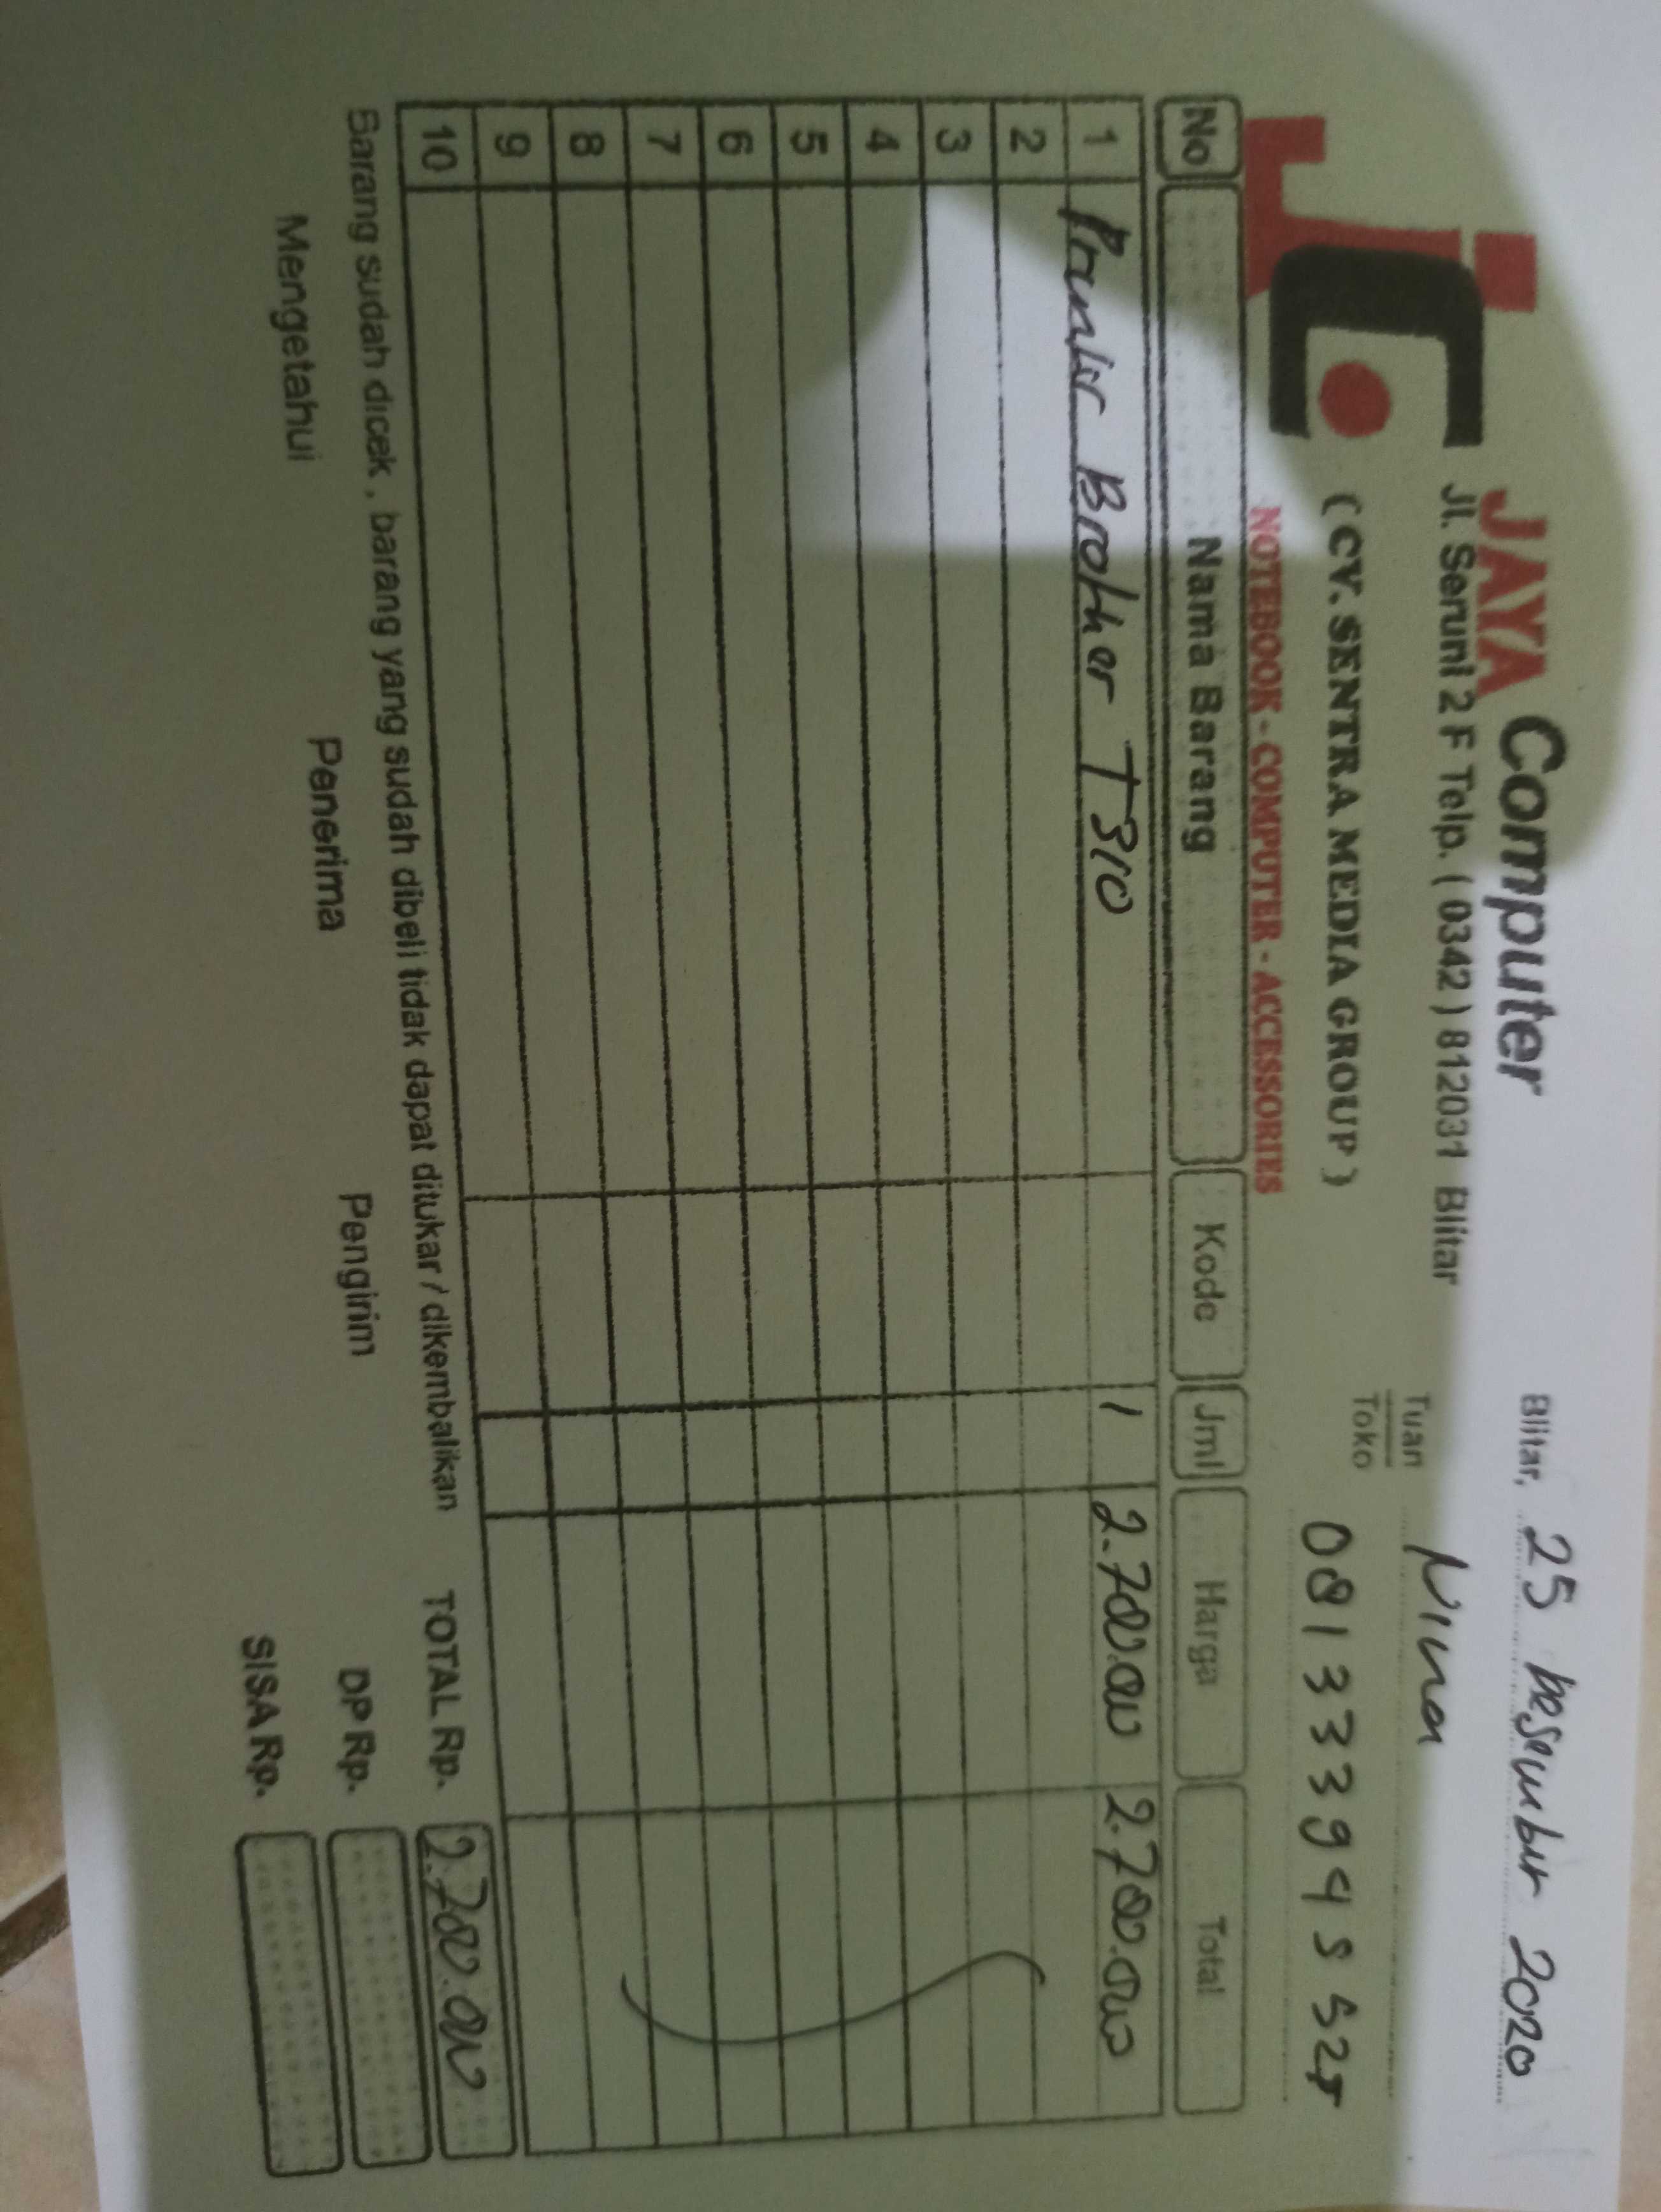 JC
JAYA Computer
Jl. Seruni 2 F Telp. ( 0342 ) 812031 Blitar
( CV. SENTRA MEDIA GROUP )
NOTEBOOK - COMPUTER - ACCESSORIES
Blitar, 25 Desember 2020
Tuan Nina
Toko
No Nama Barang Kode Jml Harga Total
1 Printer Brother T310 1 2.700.000 2.700.000
2
3
4
5
6
7
8
9
10
Barang sudah dicek , barang yang sudah dibeli tidak dapat ditukar / dikembalikan
TOTAL Rp. 2.700.000
Mengetahui Penerima Pengirim
DP Rp.
SISA Rp.